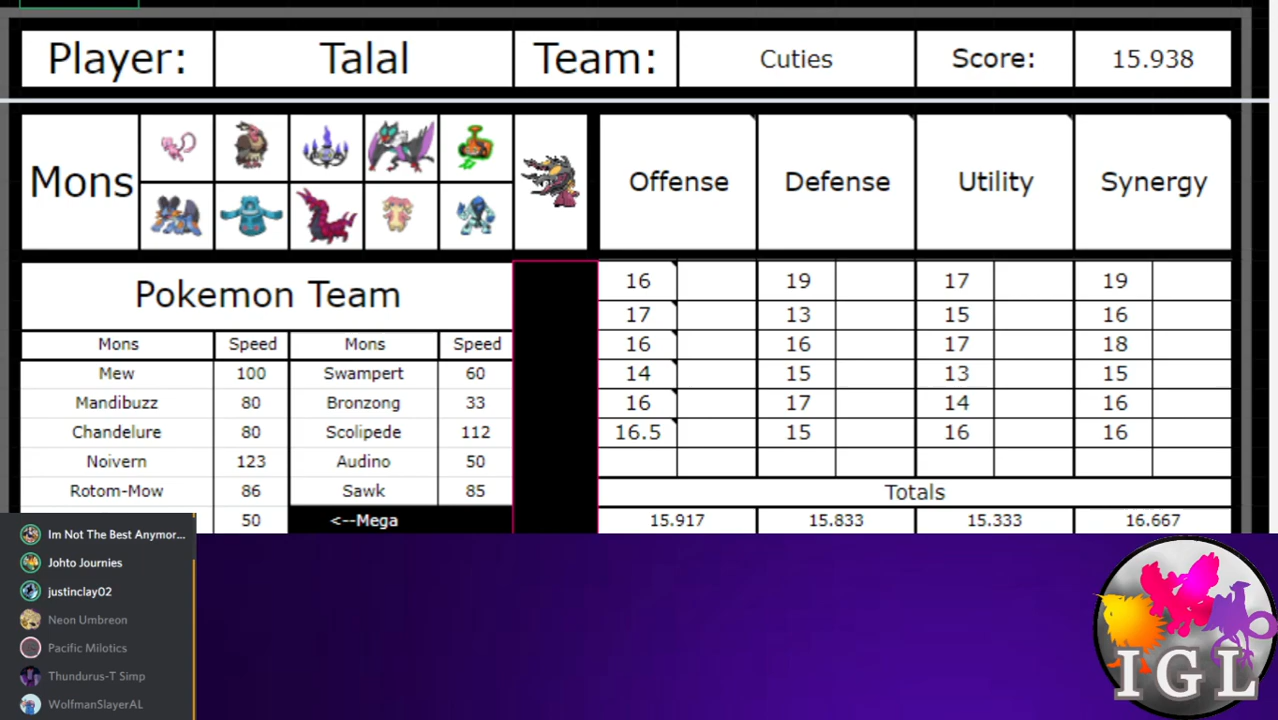 Player: Talal Team: Cuties Score: 15.938
Mons Offense Defense Utility Synergy
Pokemon Team
Mons Speed Mons Speed
Mew 100 Swampert 60
Mandibuzz 80 Bronzong 33
Chandelure 80 Scolipede 112
Noivern 123 Audino 50
Rotom-Mow 86 Sawk 85
50 <--Mega
16 19 17 19
17 13 15 16
16 16 17 18
14 15 13 15
16 17 14 16
16.5 15 16 16
Totals
15.917 15.833 15.333 16.667
Im Not The Best Anymor...
Johto Journies
justinclay02
Neon Umbreon
Pacific Milotics
Thundurus-T Simp
WolfmanSlayerAL
IGL